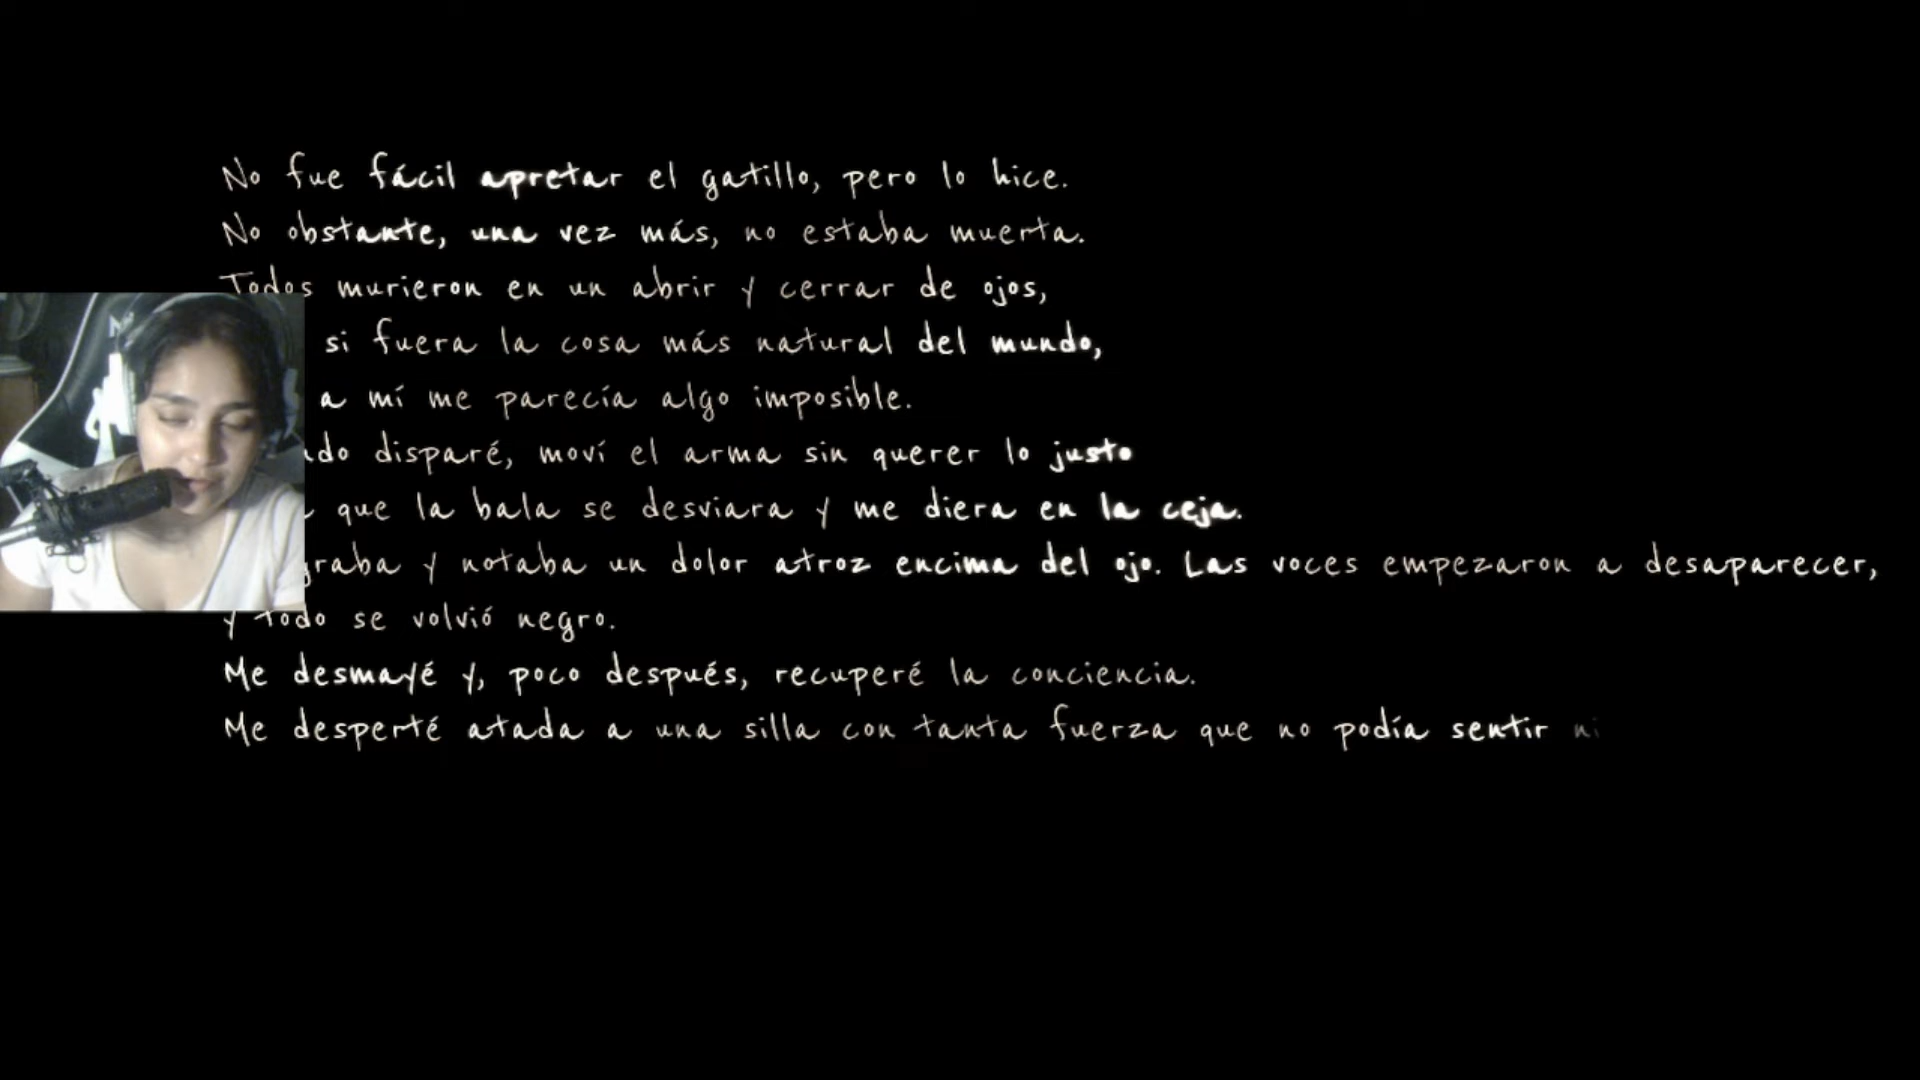 No fue fácil apretar el gatillo, pero lo hice.
No obstante, una vez más, no estaba muerta.
Todos murieron en un abrir y cerrar de ojos,
si fuera la cosa más natural del mundo,
a mí me parecía algo imposible.
disparé, moví el arma sin querer lo justo
que la bala se desviara y me diera en la ceja.
y notaba un dolor atroz encima del ojo. Las voces empezaron a desaparecer,
y todo se volvió negro.
Me desmayé y, poco después, recuperé la conciencia.
Me desperté atada a una silla con tanta fuerza que no podía sentir ni